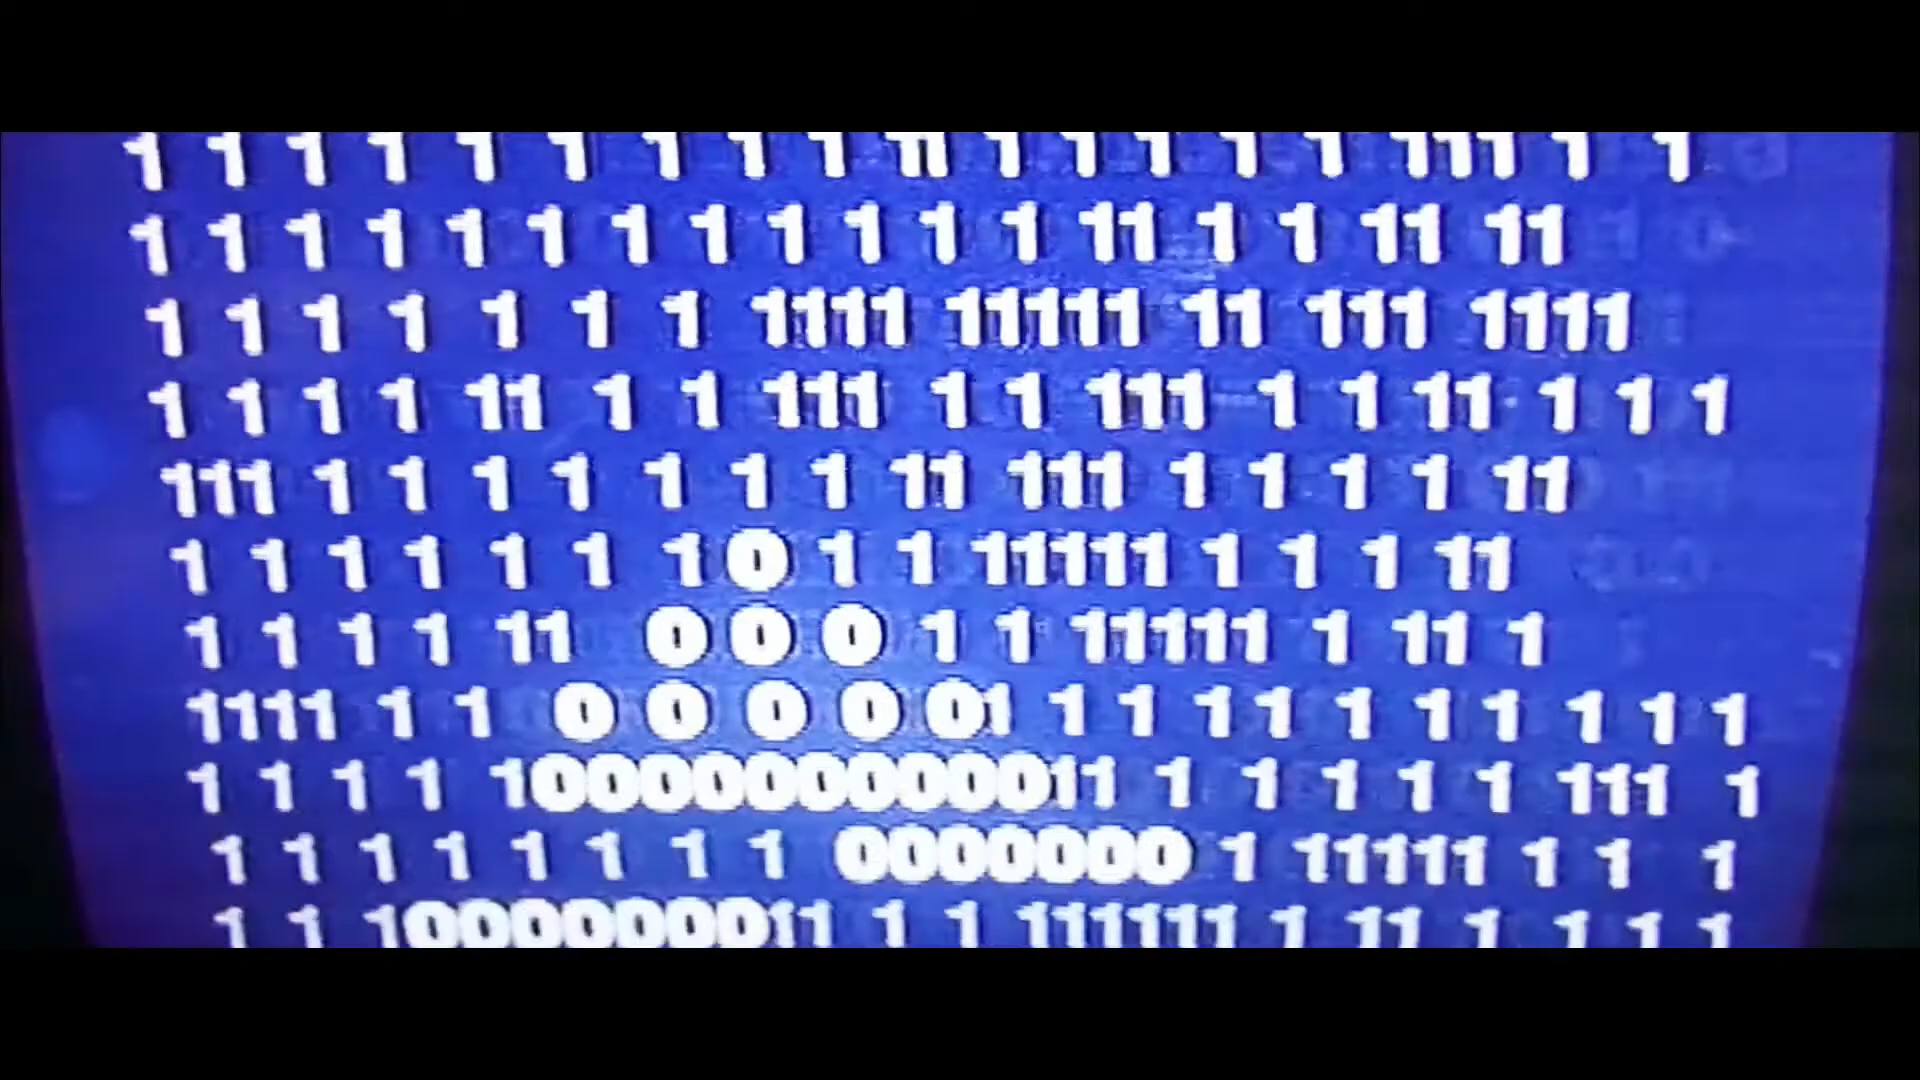 1 1 1 1 1 1 1 1 1 11 1 1 1 1 1 111 1 1
1 1 1 1 1 1 1 1 1 1 1 1 11 1 1 11 11
1 1 1 1 1 1 1 1111 11111 11 111 1111
1 1 1 1 11 1 1 111 1 1 111 1 1 11 1 1 1
111 1 1 1 1 1 1 1 11 111 1 1 1 1 11
1 1 1 1 1 1 10 1 1 11111 1 1 1 11
1 1 1 1 11 0 0 0 1 1 11111 1 11 1
1111 1 1 0 0 0 0 01 1 1 1 1 1 1 1 1 1 1
1 1 1 1 1000000000011 1 1 1 1 1 111 1
1 1 1 1 1 1 1 1 0000000 1 11111 1 1 1
1 1 1000000011 1 1 111111 1 11 1 1 1 1